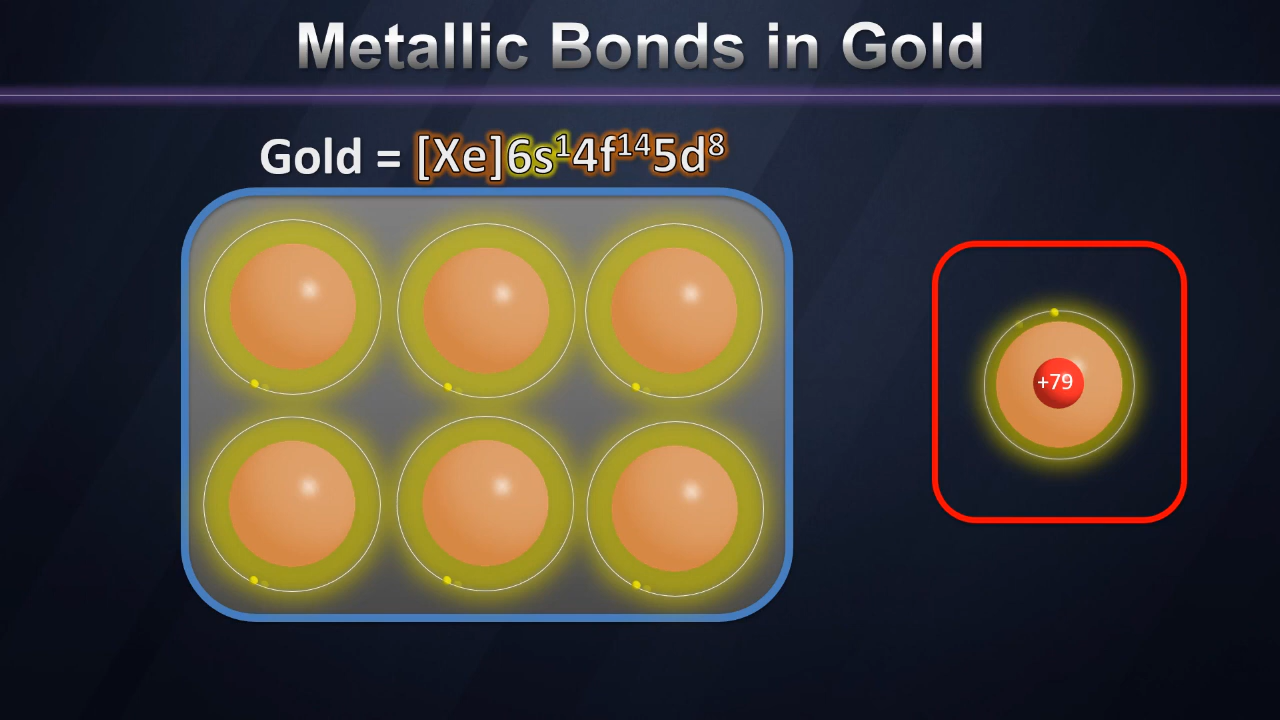 Metallic Bonds in Gold
Gold = [Xe]6s¹4f¹⁴5d⁸
+79